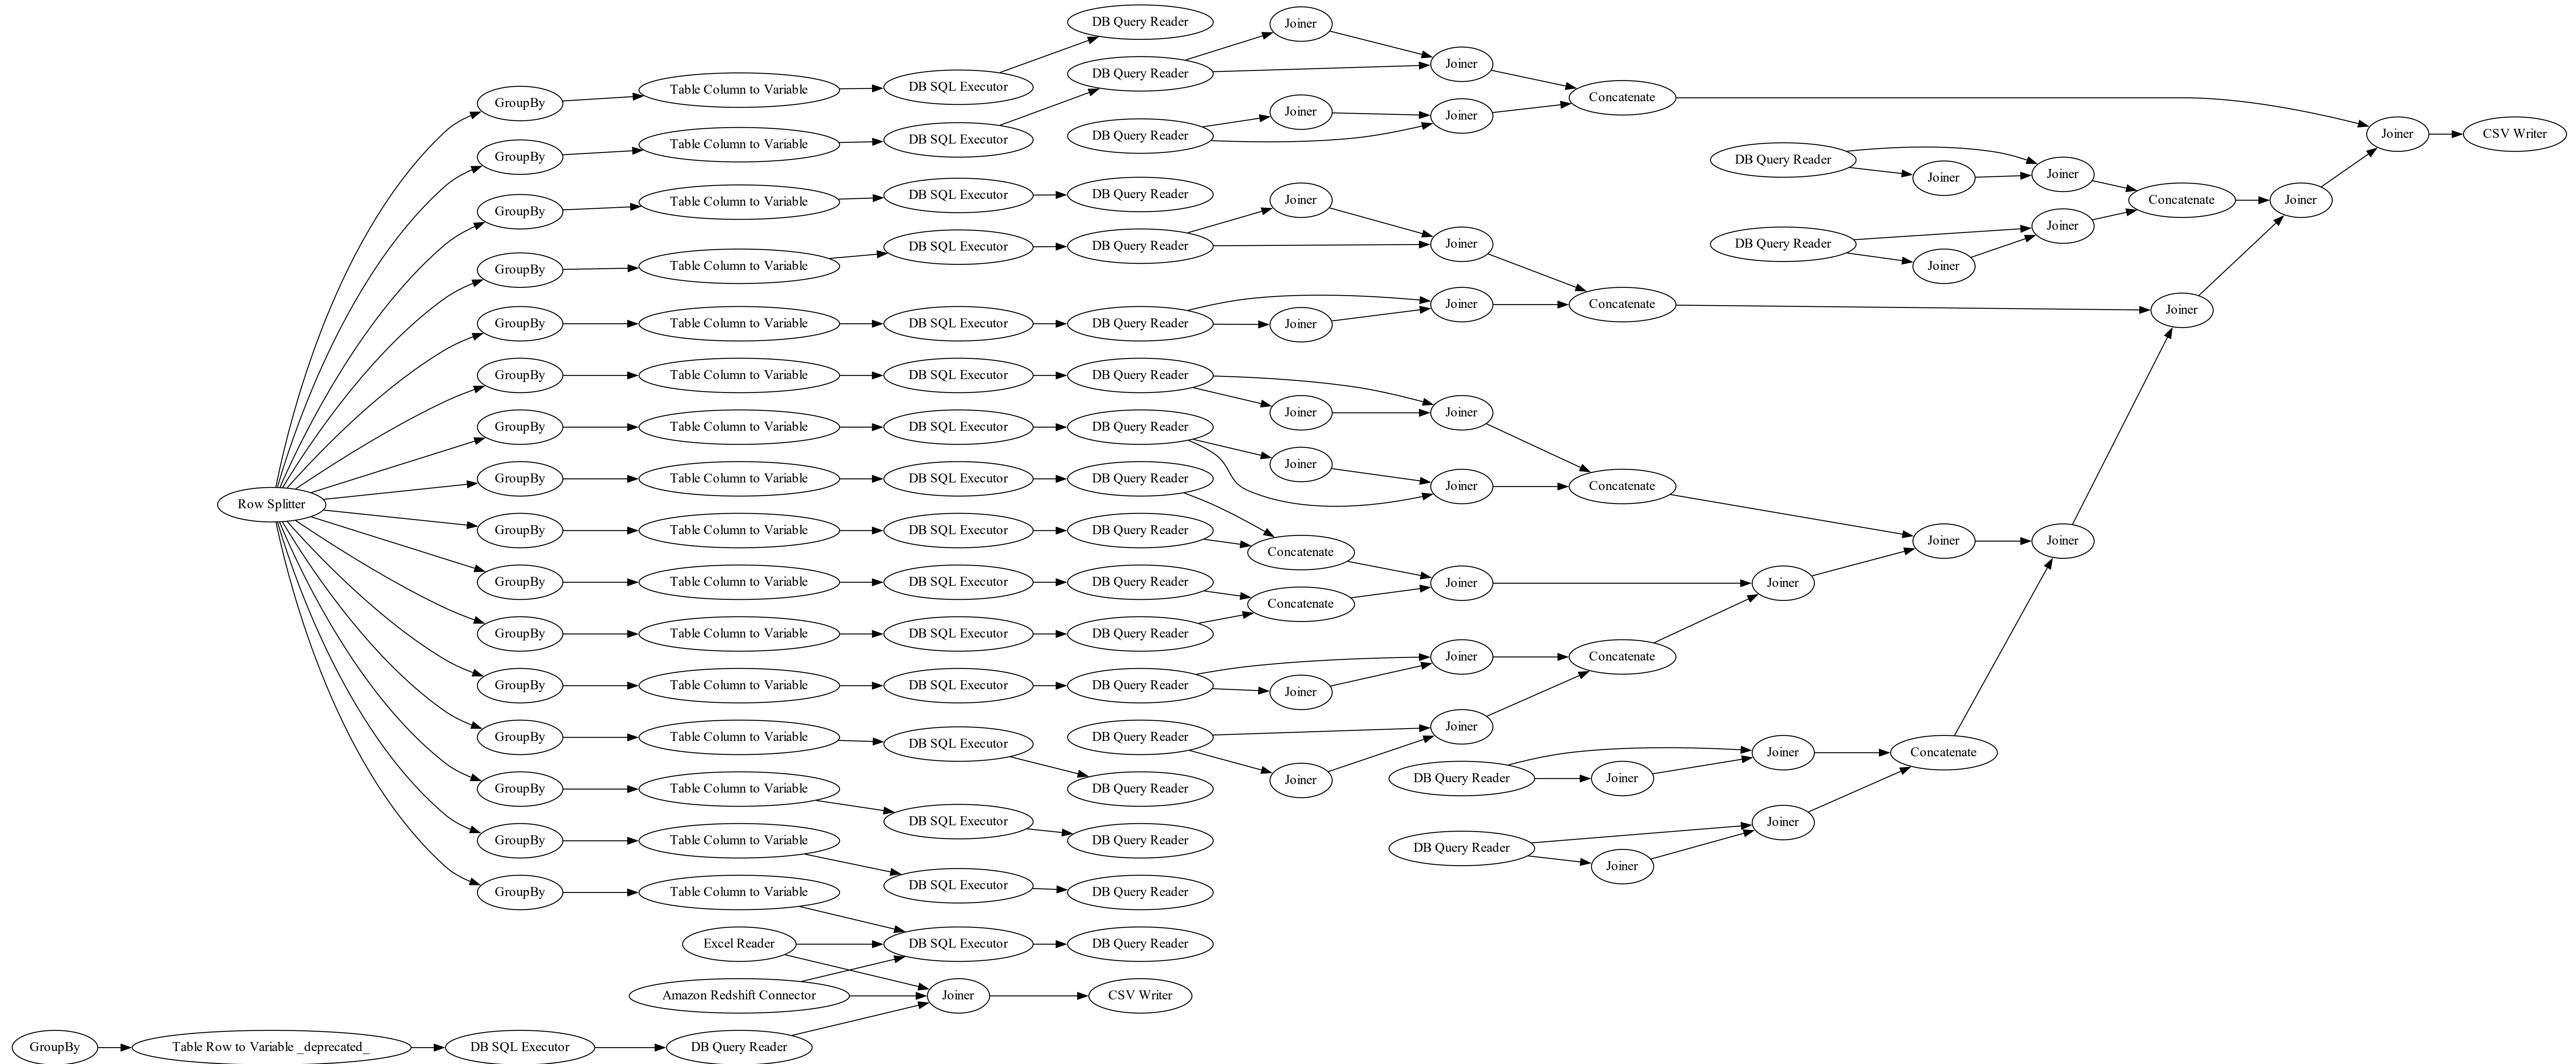 DB Query Reader
Joiner
GroupBy
Table Column to Variable
DB SQL Executor
DB Query Reader
Joiner
Concatenate
GroupBy
Table Column to Variable
DB SQL Executor
DB Query Reader
Joiner
Joiner
Joiner
CSV Writer
DB Query Reader
Joiner
Joiner
GroupBy
Table Column to Variable
DB SQL Executor
DB Query Reader
Joiner
Concatenate
Joiner
GroupBy
Table Column to Variable
DB SQL Executor
DB Query Reader
Joiner
DB Query Reader
Joiner
Joiner
GroupBy
Table Column to Variable
DB SQL Executor
DB Query Reader
Joiner
Joiner
Concatenate
Joiner
GroupBy
Table Column to Variable
DB SQL Executor
DB Query Reader
Joiner
Joiner
GroupBy
Table Column to Variable
DB SQL Executor
DB Query Reader
Joiner
Joiner
Concatenate
GroupBy
Table Column to Variable
DB SQL Executor
DB Query Reader
Row Splitter
GroupBy
Table Column to Variable
DB SQL Executor
DB Query Reader
Concatenate
Joiner
Joiner
GroupBy
Table Column to Variable
DB SQL Executor
DB Query Reader
Concatenate
Joiner
Joiner
GroupBy
Table Column to Variable
DB SQL Executor
DB Query Reader
GroupBy
Table Column to Variable
DB SQL Executor
DB Query Reader
Joiner
Joiner
Concatenate
GroupBy
Table Column to Variable
DB SQL Executor
DB Query Reader
Joiner
Joiner
Joiner
Concatenate
GroupBy
Table Column to Variable
DB SQL Executor
DB Query Reader
DB Query Reader
Joiner
GroupBy
Table Column to Variable
DB SQL Executor
DB Query Reader
DB Query Reader
Joiner
Joiner
GroupBy
Table Column to Variable
Excel Reader
DB SQL Executor
DB Query Reader
Amazon Redshift Connector
Joiner
CSV Writer
GroupBy
Table Row to Variable _deprecated_
DB SQL Executor
DB Query Reader